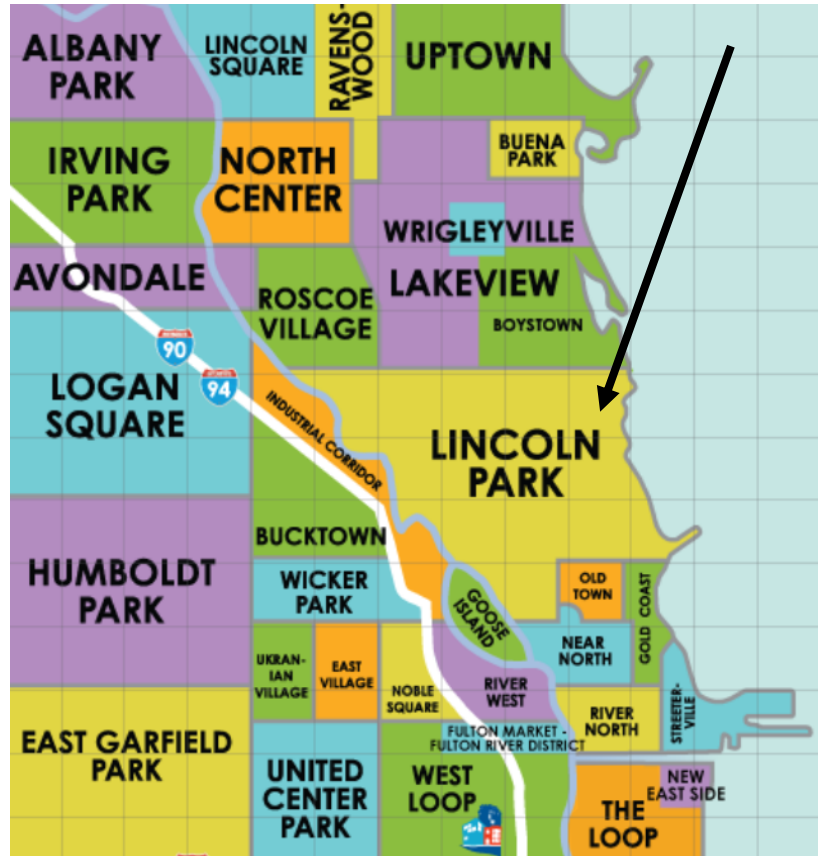 ALBANY
PARK
LINCOLN
SQUARE
RAVENS-
WOOD
UPTOWN
IRVING
PARK
NORTH
CENTER
BUENA
PARK
WRIGLEYVILLE
AVONDALE
ROSCOE
VILLAGE
LAKEVIEW
BOYSTOWN
90
94
LOGAN
SQUARE
INDUSTRIAL CORRIDOR
LINCOLN
PARK
BUCKTOWN
HUMBOLDT
PARK
WICKER
PARK
GOOSE
ISLAND
OLD
TOWN
GOLD COAST
NEAR
NORTH
UKRAN-
IAN
VILLAGE
EAST
VILLAGE
NOBLE
SQUARE
RIVER
WEST
RIVER
NORTH
STREETER-
VILLE
FULTON MARKET -
FULTON RIVER DISTRICT
EAST GARFIELD
PARK
UNITED
CENTER
PARK
WEST
LOOP
THE
LOOP
NEW
EAST SIDE